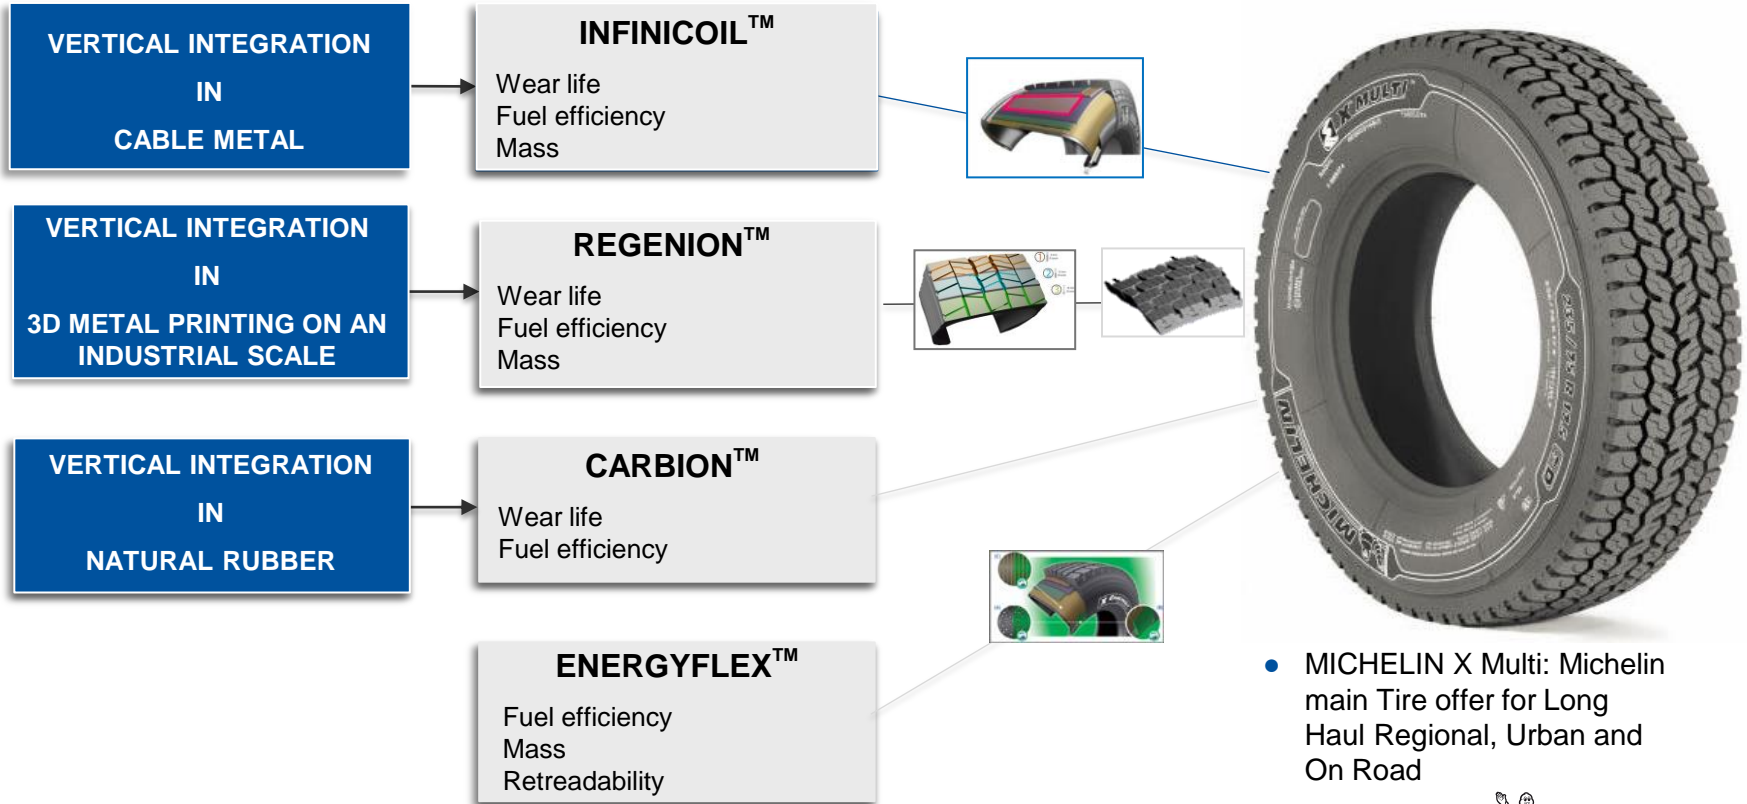 VERTICAL INTEGRATION
IN
CABLE METAL
INFINICOIL™
Wear life
Fuel efficiency
Mass
VERTICAL INTEGRATION
IN
3D METAL PRINTING ON AN
INDUSTRIAL SCALE
REGENION™
Wear life
Fuel efficiency
Mass
1
2
3
VERTICAL INTEGRATION
IN
NATURAL RUBBER
CARBION™
Wear life
Fuel efficiency
ENERGYFLEX™
Fuel efficiency
Mass
Retreadability
X MULTI
MICHELIN
D
• MICHELIN X Multi: Michelin
main Tire offer for Long
Haul Regional, Urban and
On Road